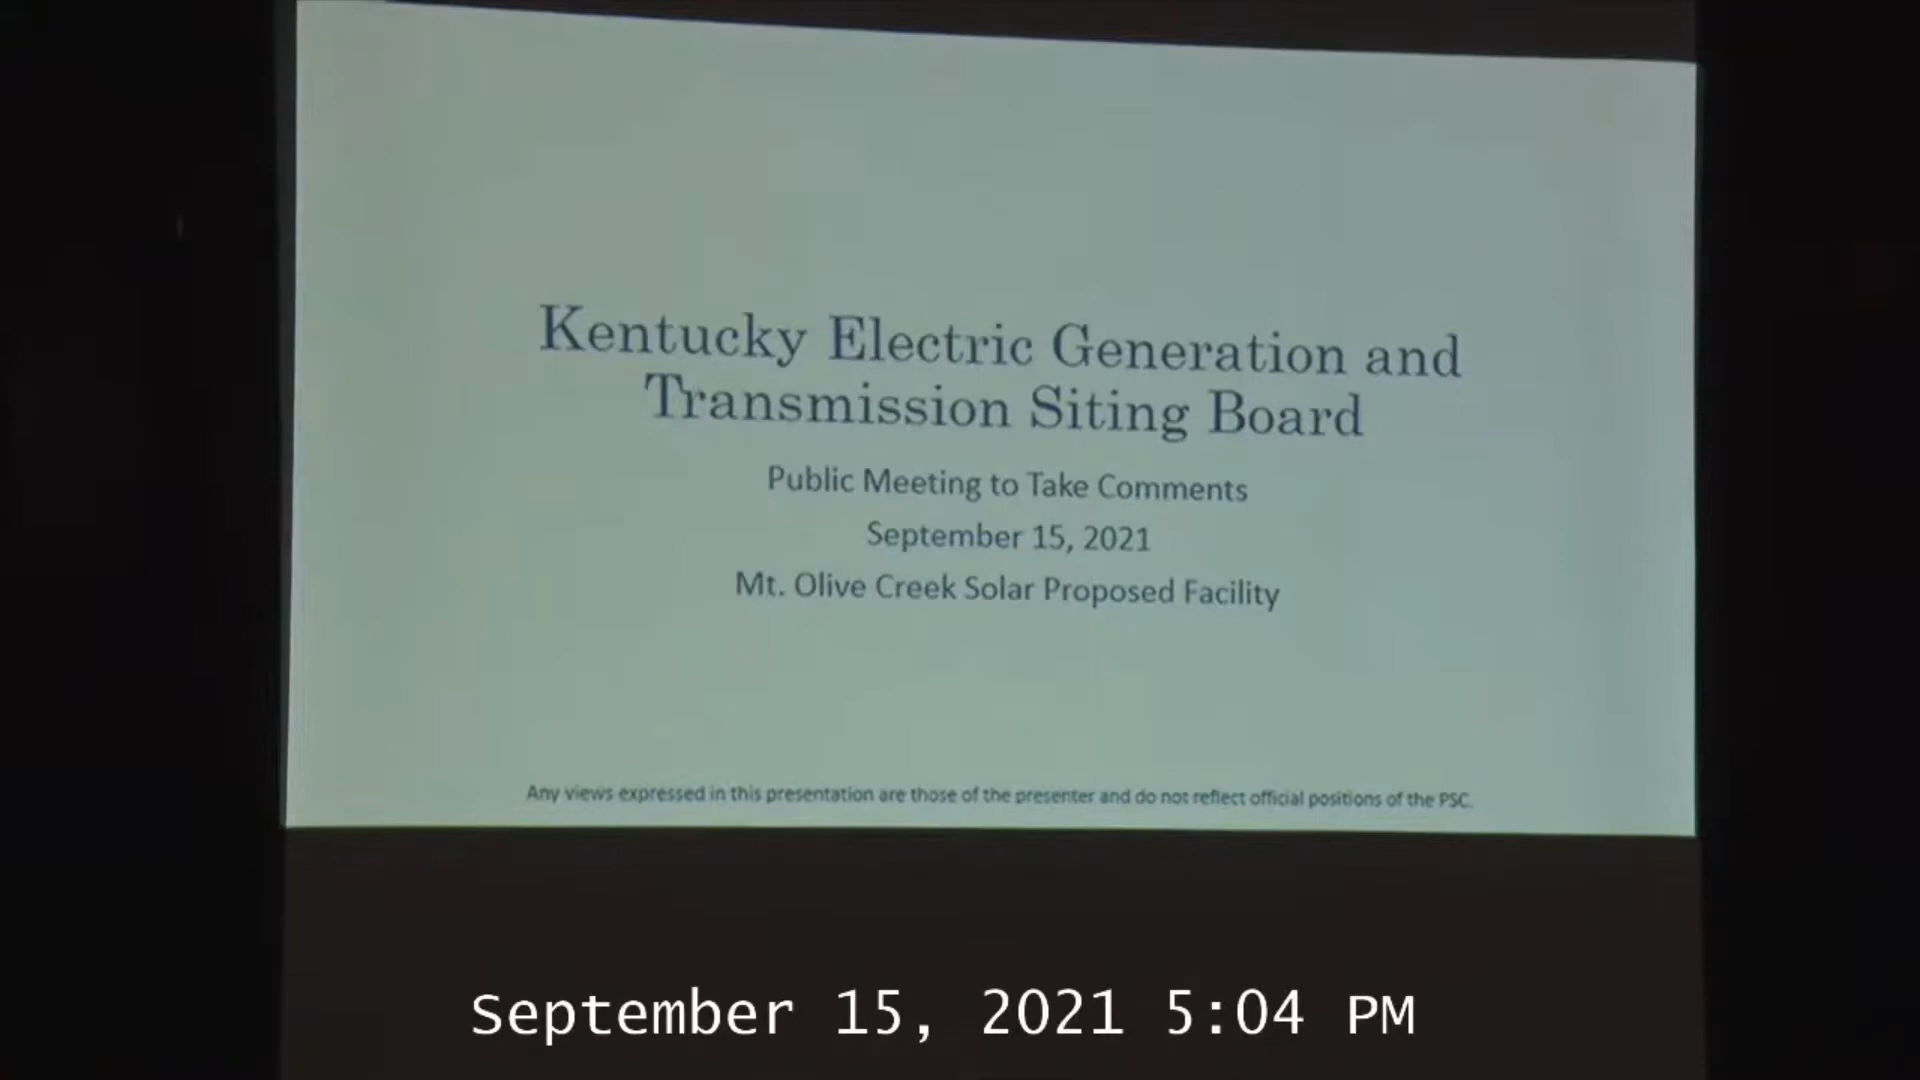 Kentucky Electric Generation and
Transmission Siting Board
Public Meeting to Take Comments
September 15, 2021
Mt. Olive Creek Solar Proposed Facility
Any views expressed in this presentation are those of the presenter and do not reflect official positions of the PSC.
September 15, 2021 5:04 PM